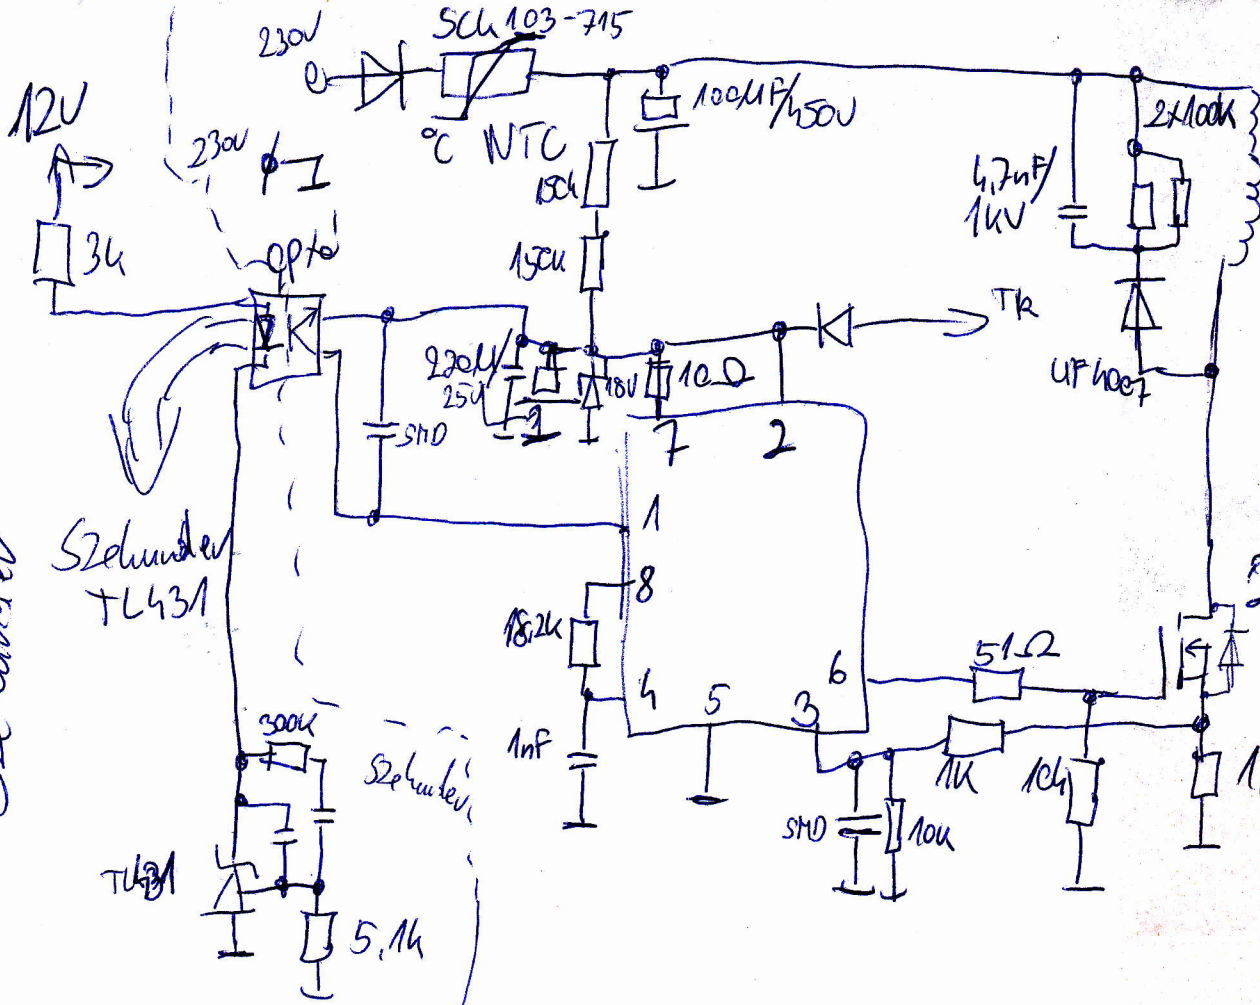 SCK103-715
230V
12V
°C NTC
100µF/450V
2x100k
230V
150k
4,7nF/
1kV
3k
opto
150k
TR
220µ/
25V
18V
10Ω
UF4007
SMD
7
2
1
Szekunder
TL431
8
18,2k
4
5
3
6
51Ω
300k
1nF
Szekunder
1K
10k
SMD
10k
TL431
5,1k